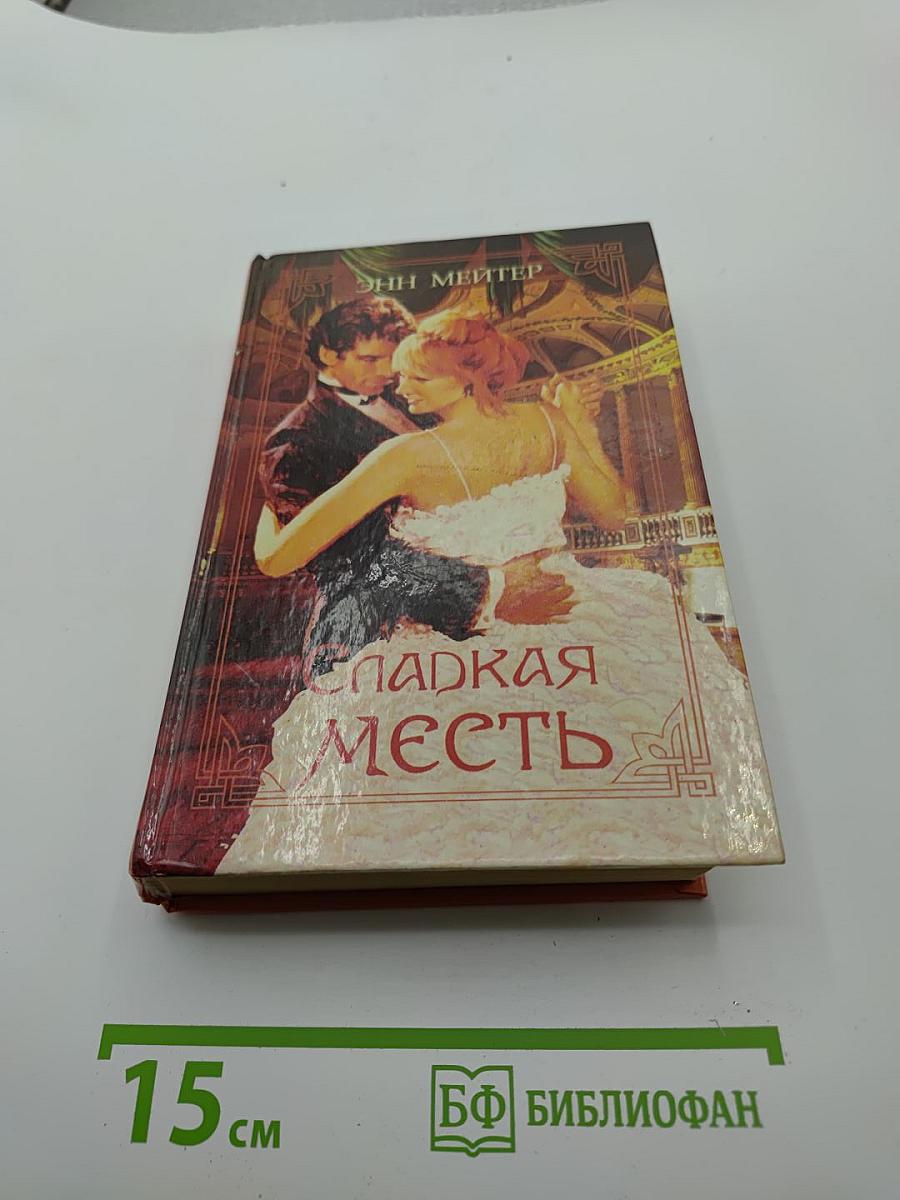 ЭНН МЕЙТЕР
СЛАДКАЯ
МЕСТЬ
15 см
БФ БИБЛИОФАН